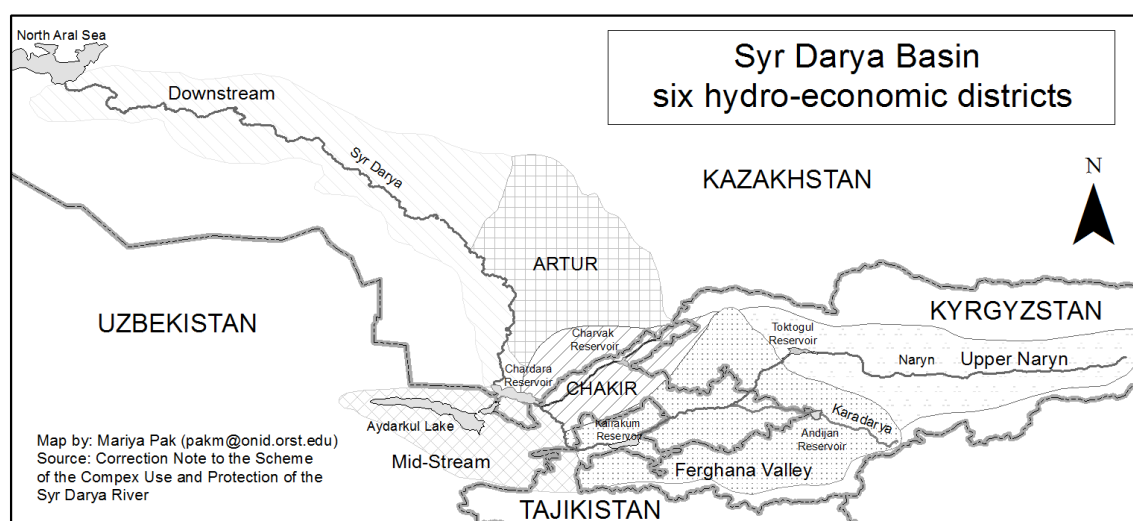 North Aral Sea
Syr Darya Basin
six hydro-economic districts
Downstream
Syr Darya
KAZAKHSTAN
N
ARTUR
UZBEKISTAN
KYRGYZSTAN
Charvak
Reservoir
Toktogul
Reservoir
Naryn
Upper Naryn
Chardara
Reservoir
CHAKIR
Aydarkul Lake
Kairakum
Reservoir
Karadarya
Andijan
Reservoir
Mid-Stream
Ferghana Valley
TAJIKISTAN
Map by: Mariya Pak (pakm@onid.orst.edu)
Source: Correction Note to the Scheme
of the Compex Use and Protection of the
Syr Darya River